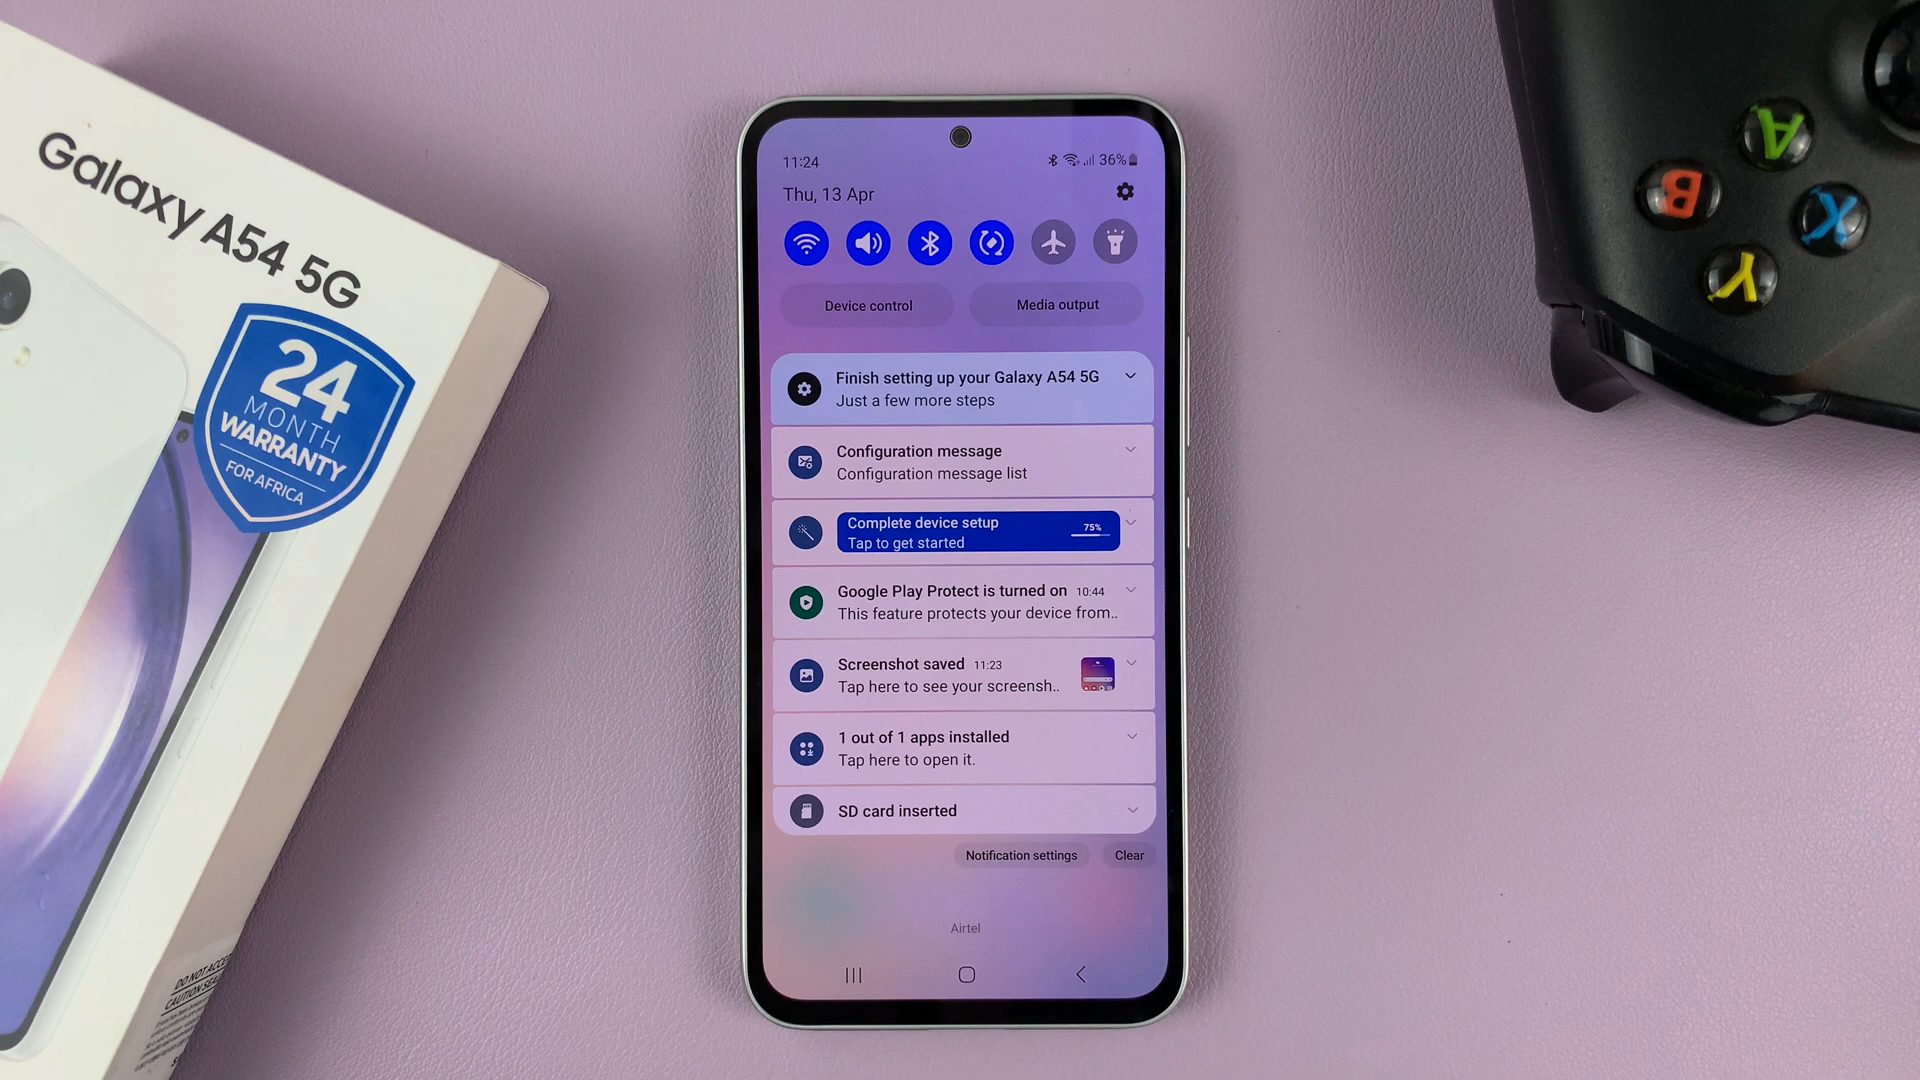 Galaxy A54 5G
24
MONTH
WARRANTY
FOR AFRICA
11:24
36%
Thu, 13 Apr
Device control
Media output
Finish setting up your Galaxy A54 5G
Just a few more steps
Configuration message
Configuration message list
Complete device setup
Tap to get started
75%
Google Play Protect is turned on 10:44
This feature protects your device from..
Screenshot saved 11:23
Tap here to see your screensh..
1 out of 1 apps installed
Tap here to open it.
SD card inserted
Notification settings
Clear
Airtel
A
B
X
Y